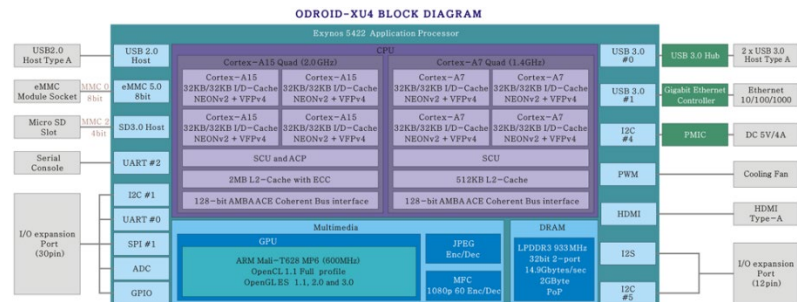 ODROID-XU4 BLOCK DIAGRAM
Exynos 5422 Application Processor
USB2.0
Host Type A
eMMC
Module Socket
MMC 0
8bit
Micro SD
Slot
MMC 2
4bit
Serial
Console
I/O expansion
Port
(30pin)
USB 2.0
Host
eMMC 5.0
8bit
SD3.0 Host
UART #2
I2C #1
UART #0
SPI #1
ADC
GPIO
CPU
Cortex-A15 Quad (2.0GHz)
Cortex-A15
32KB/32KB I/D-Cache
NEONv2 + VFPv4
Cortex-A15
32KB/32KB I/D-Cache
NEONv2 + VFPv4
Cortex-A15
32KB/32KB I/D-Cache
NEONv2 + VFPv4
Cortex-A15
32KB/32KB I/D-Cache
NEONv2 + VFPv4
SCU and ACP
2MB L2-Cache with ECC
128-bit AMBA ACE Coherent Bus interface
Cortex-A7 Quad (1.4GHz)
Cortex-A7
32KB/32KB I/D-Cache
NEONv2 + VFPv4
Cortex-A7
32KB/32KB I/D-Cache
NEONv2 + VFPv4
Cortex-A7
32KB/32KB I/D-Cache
NEONv2 + VFPv4
Cortex-A7
32KB/32KB I/D-Cache
NEONv2 + VFPv4
SCU
512KB L2-Cache
128-bit AMBA ACE Coherent Bus interface
Multimedia
GPU
ARM Mali-T628 MP6 (600MHz)
OpenCL 1.1 Full profile
OpenGLES 1.1, 2.0 and 3.0
JPEG
Enc/Dec
MFC
1080p 60 Enc/Dec
DRAM
LPDDR3 933MHz
32bit 2-port
14.9Gbytes/sec
2GByte
PoP
USB 3.0
#0
USB 3.0
#1
I2C
#4
PWM
HDMI
I2S
I2C
#5
USB 3.0 Hub
Gigabit Ethernet
Controller
PMIC
2 x USB 3.0
Host Type A
Ethernet
10/100/1000
DC 5V/4A
Cooling Fan
HDMI
Type-A
I/O expansion
Port
(12pin)